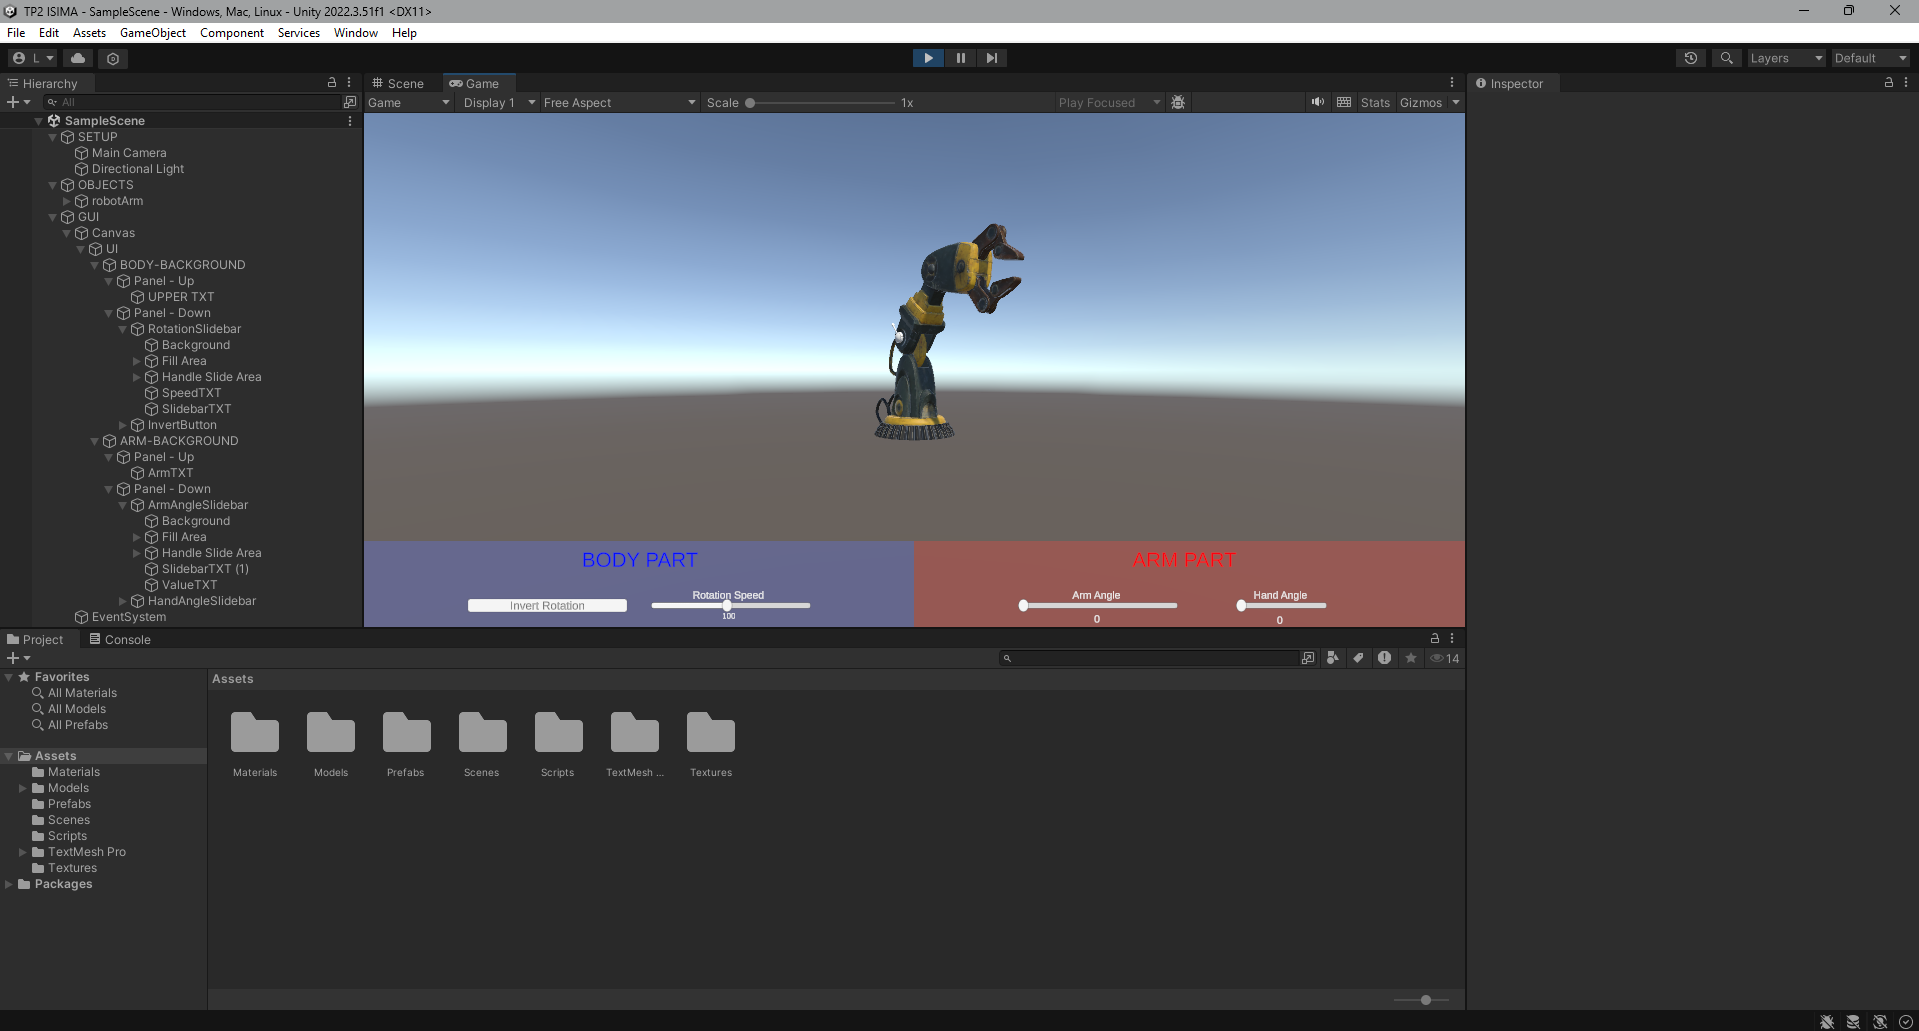 TP2 ISIMA - SampleScene - Windows, Mac, Linux - Unity 2022.3.51f1 <DX11>
File Edit Assets GameObject Component Services Window Help
L
Layers Default
Hierarchy
All
SampleScene
SETUP
Main Camera
Directional Light
OBJECTS
robotArm
GUI
Canvas
UI
BODY-BACKGROUND
Panel - Up
UPPER TXT
Panel - Down
RotationSlidebar
Background
Fill Area
Handle Slide Area
SpeedTXT
SlidebarTXT
InvertButton
ARM-BACKGROUND
Panel - Up
ArmTXT
Panel - Down
ArmAngleSlidebar
Background
Fill Area
Handle Slide Area
SlidebarTXT (1)
ValueTXT
HandAngleSlidebar
EventSystem
Scene Game
Game Display 1 Free Aspect Scale 1x Play Focused Stats Gizmos
BODY PART
Invert Rotation
Rotation Speed
100
ARM PART
Arm Angle
0
Hand Angle
0
Inspector
Project Console
14
Favorites
All Materials
All Models
All Prefabs
Assets
Materials
Models
Prefabs
Scenes
Scripts
TextMesh Pro
Textures
Packages
Assets
Materials Models Prefabs Scenes Scripts TextMesh ... Textures